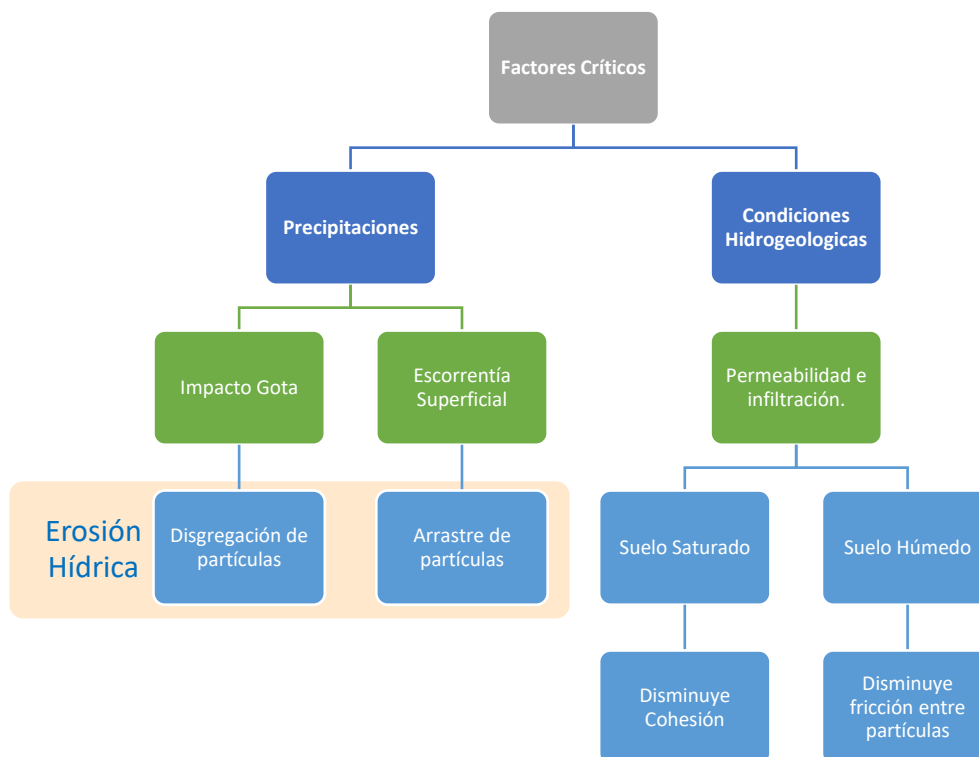 Factores Críticos
Precipitaciones
Condiciones
Hidrogeologicas
Impacto Gota
Escorrentía
Superficial
Permeabilidad e
infiltración.
Erosión
Hídrica
Disgregación de
partículas
Arrastre de
partículas
Suelo Saturado
Suelo Húmedo
Disminuye
Cohesión
Disminuye
fricción entre
partículas